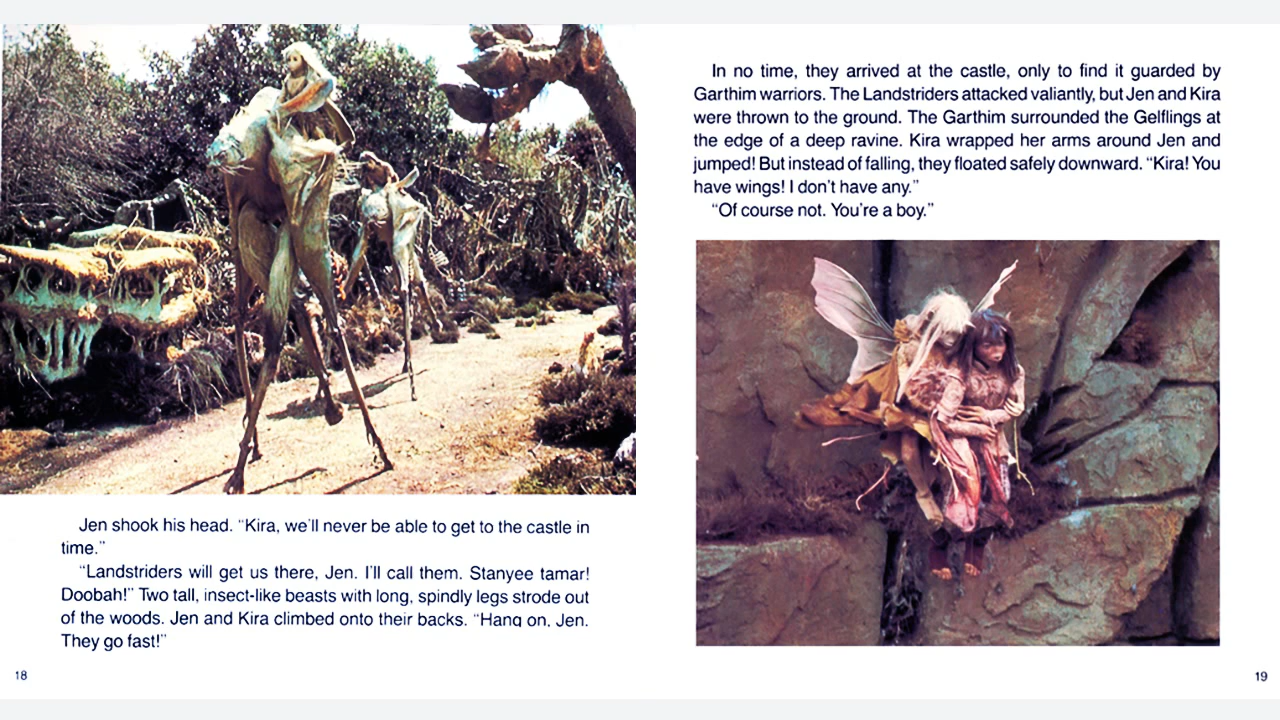 Jen shook his head. “Kira, we'll never be able to get to the castle in
time.”
“Landstriders will get us there, Jen. I'll call them. Stanyee tamar!
Doobah!” Two tall, insect-like beasts with long, spindly legs strode out
of the woods. Jen and Kira climbed onto their backs. “Hang on, Jen.
They go fast!”
18
In no time, they arrived at the castle, only to find it guarded by
Garthim warriors. The Landstriders attacked valiantly, but Jen and Kira
were thrown to the ground. The Garthim surrounded the Gelflings at
the edge of a deep ravine. Kira wrapped her arms around Jen and
jumped! But instead of falling, they floated safely downward. “Kira! You
have wings! I don't have any.”
“Of course not. You're a boy.”
19